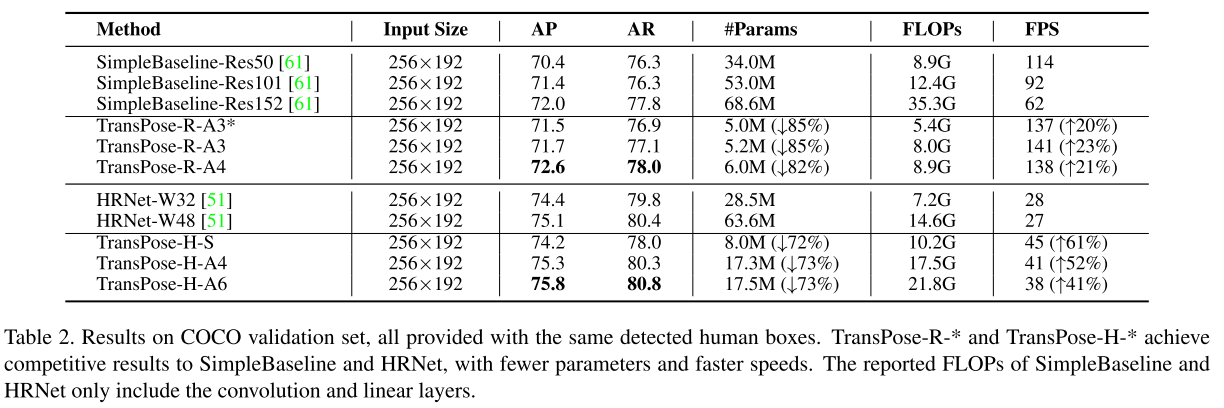 Method Input Size AP AR #Params FLOPs FPS
SimpleBaseline-Res50 [61] 256×192 70.4 76.3 34.0M 8.9G 114
SimpleBaseline-Res101 [61] 256×192 71.4 76.3 53.0M 12.4G 92
SimpleBaseline-Res152 [61] 256×192 72.0 77.8 68.6M 35.3G 62
TransPose-R-A3* 256×192 71.5 76.9 5.0M (↓85%) 5.4G 137 (↑20%)
TransPose-R-A3 256×192 71.7 77.1 5.2M (↓85%) 8.0G 141 (↑23%)
TransPose-R-A4 256×192 72.6 78.0 6.0M (↓82%) 8.9G 138 (↑21%)
HRNet-W32 [51] 256×192 74.4 79.8 28.5M 7.2G 28
HRNet-W48 [51] 256×192 75.1 80.4 63.6M 14.6G 27
TransPose-H-S 256×192 74.2 78.0 8.0M (↓72%) 10.2G 45 (↑61%)
TransPose-H-A4 256×192 75.3 80.3 17.3M (↓73%) 17.5G 41 (↑52%)
TransPose-H-A6 256×192 75.8 80.8 17.5M (↓73%) 21.8G 38 (↑41%)
Table 2. Results on COCO validation set, all provided with the same detected human boxes. TransPose-R-* and TransPose-H-* achieve
competitive results to SimpleBaseline and HRNet, with fewer parameters and faster speeds. The reported FLOPs of SimpleBaseline and
HRNet only include the convolution and linear layers.